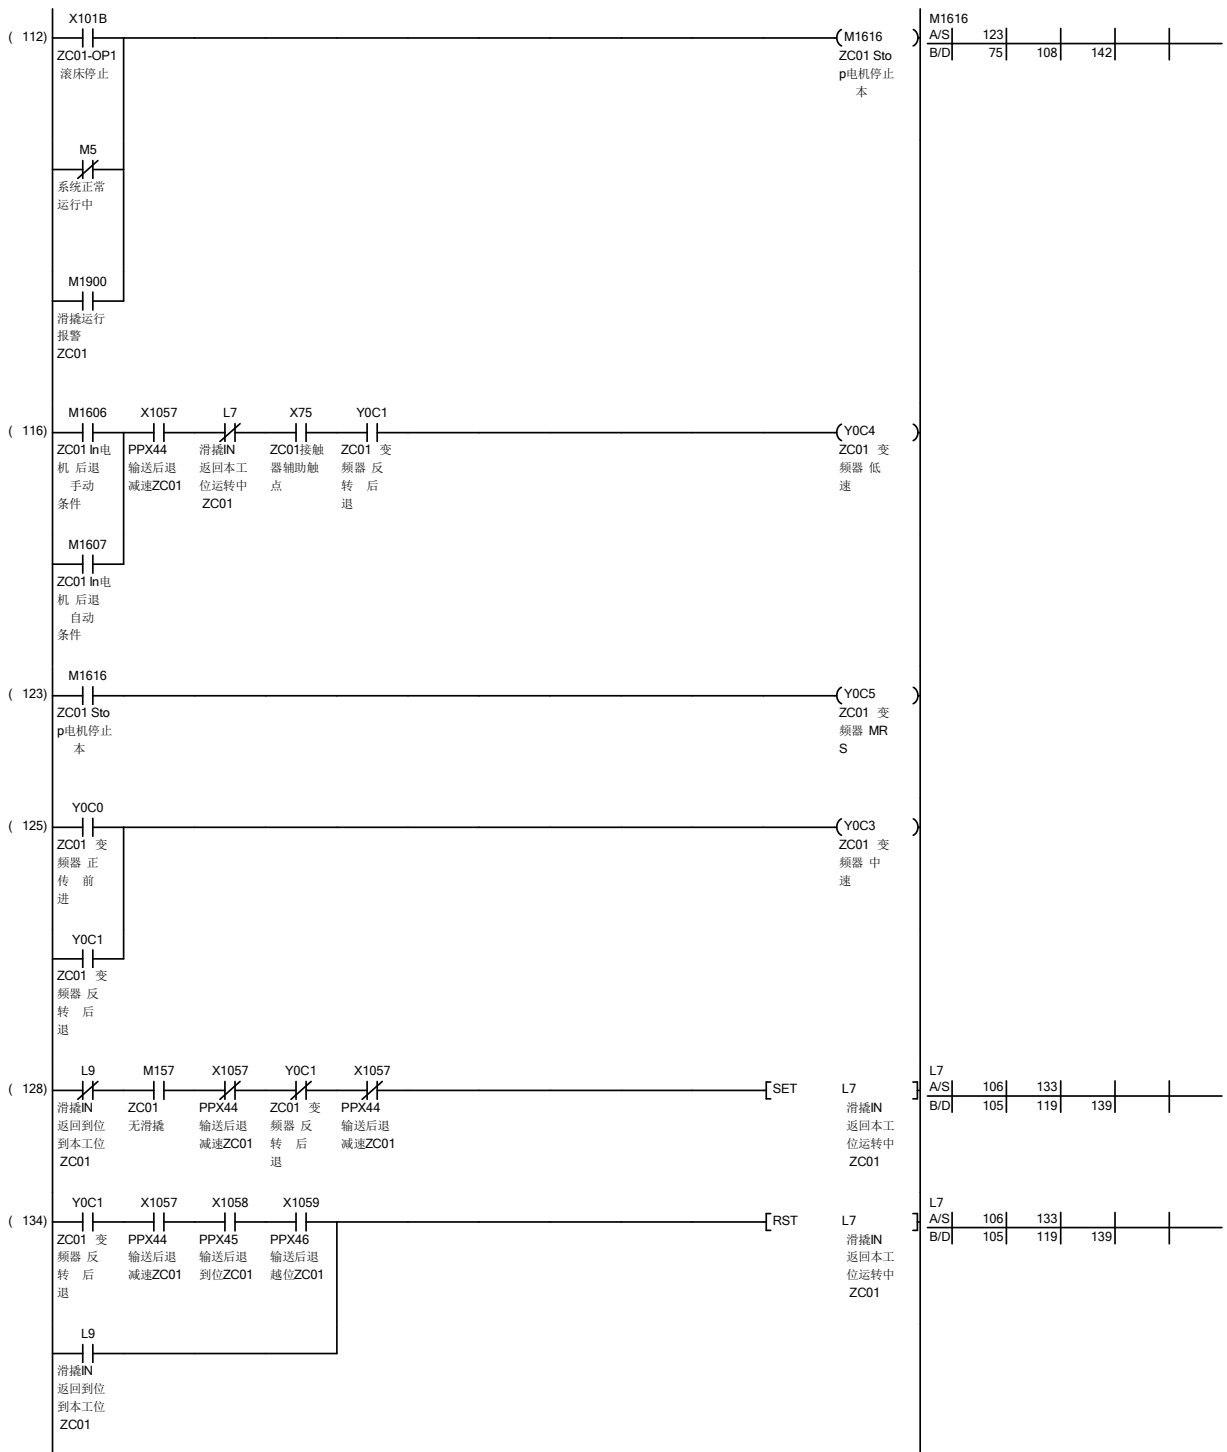 X101B
( 112)
ZC01-OP1
滚床停止
M1616
ZC01 Sto
p电机停止
本
M1616
A/S 123
B/D 75 108 142
M5
系统正常
运行中
M1900
滑撬运行
报警
ZC01
( 116)
M1606 X1057 L7 X75 Y0C1
ZC01 In电
机 后退
手动
条件
PPX44
输送后退
减速ZC01
滑撬IN
返回本工
位运转中
ZC01
ZC01接触
器辅助触
点
ZC01 变
频器 反
转 后
退
Y0C4
ZC01 变
频器 低
速
M1607
ZC01 In电
机 后退
自动
条件
M1616
( 123)
ZC01 Sto
p电机停止
本
Y0C5
ZC01 变
频器 MR
S
Y0C0
( 125)
ZC01 变
频器 正
传 前
进
Y0C3
ZC01 变
频器 中
速
Y0C1
ZC01 变
频器 反
转 后
退
( 128)
L9 M157 X1057 Y0C1 X1057
滑撬IN
返回到位
到本工位
ZC01
ZC01
无滑撬
PPX44
输送后退
减速ZC01
ZC01 变
频器 反
转 后
退
PPX44
输送后退
减速ZC01
SET L7
滑撬IN
返回本工
位运转中
ZC01
L7
A/S 106 133
B/D 105 119 139
( 134)
Y0C1 X1057 X1058 X1059
ZC01 变
频器 反
转 后
退
PPX44
输送后退
减速ZC01
PPX45
输送后退
到位ZC01
PPX46
输送后退
越位ZC01
RST L7
滑撬IN
返回本工
位运转中
ZC01
L7
A/S 106 133
B/D 105 119 139
L9
滑撬IN
返回到位
到本工位
ZC01